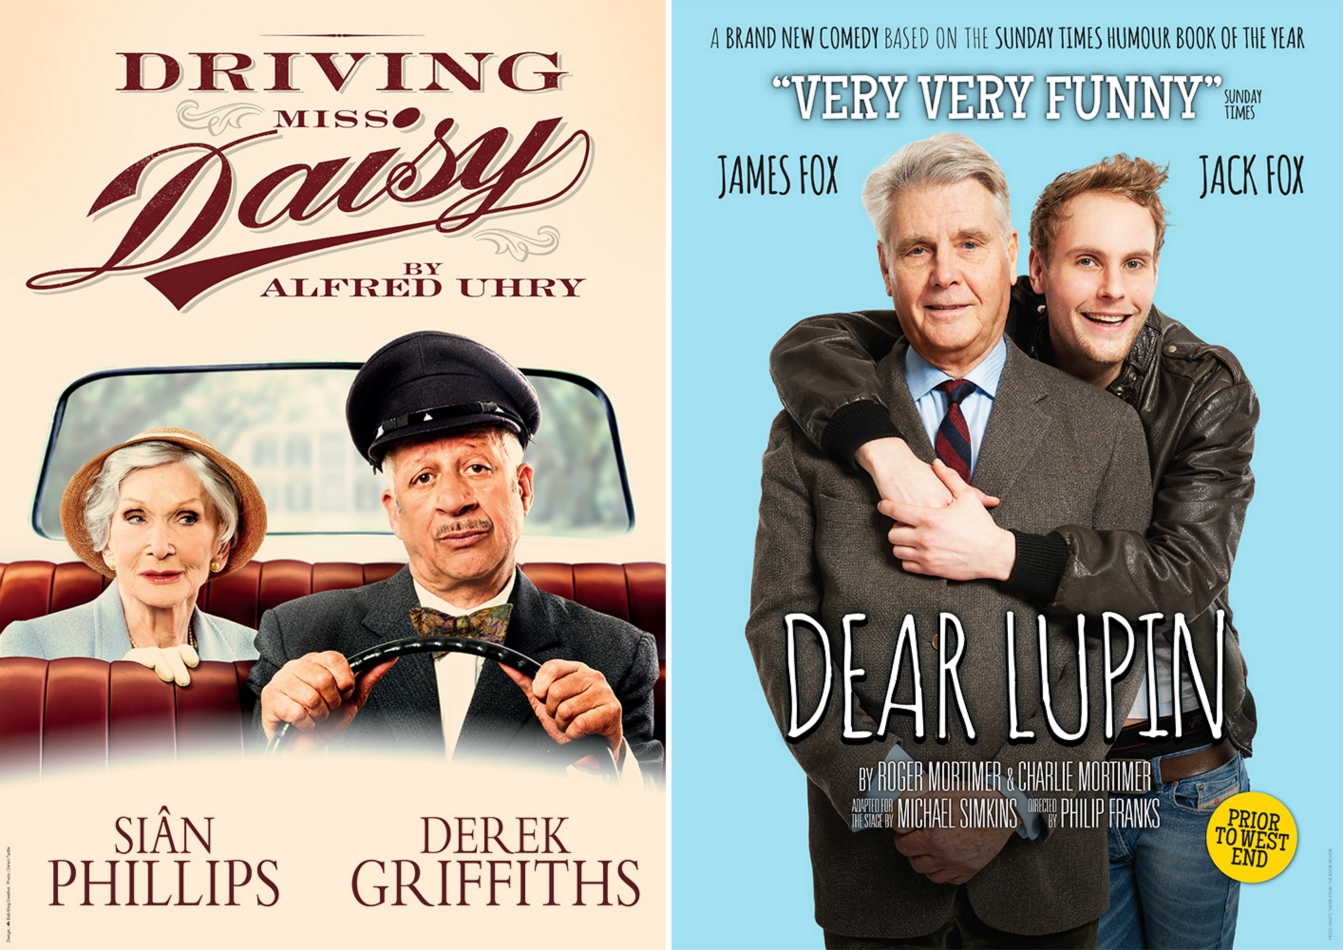 DRIVING
MISS
Daisy
BY
ALFRED UHRY
SIÂN
PHILLIPS
DEREK
GRIFFITHS
A BRAND NEW COMEDY BASED ON THE SUNDAY TIMES HUMOUR BOOK OF THE YEAR
“VERY VERY FUNNY” SUNDAY TIMES
JAMES FOX
JACK FOX
DEAR LUPIN
BY ROGER MORTIMER & CHARLIE MORTIMER
ADAPTED FOR THE STAGE BY MICHAEL SIMKINS DIRECTED BY PHILIP FRANKS
PRIOR
TO WEST
END